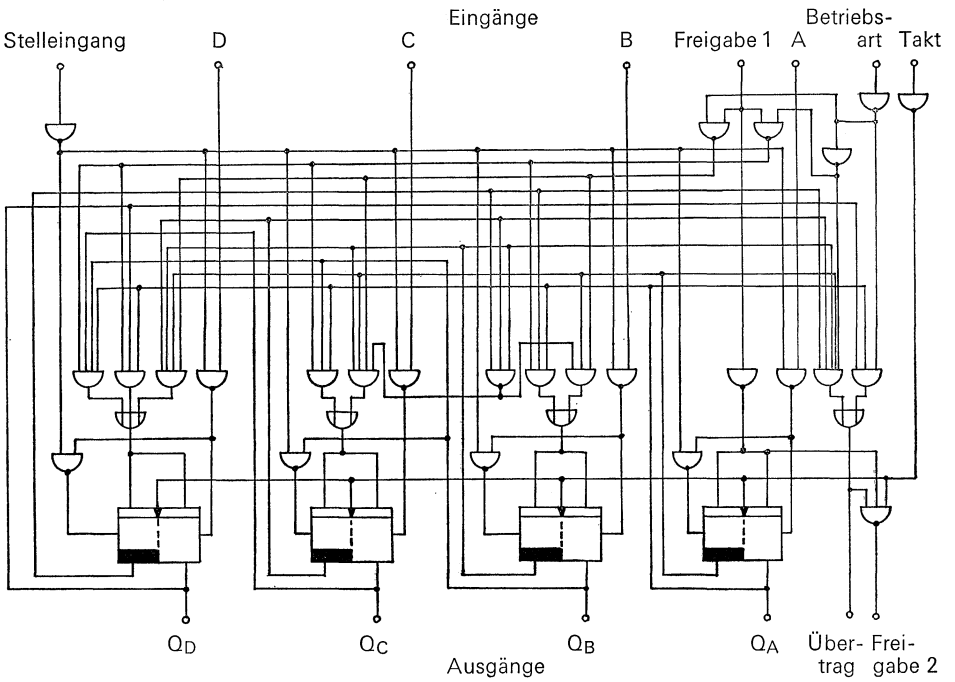 Eingänge
Betriebs-
Stelleingang D C B Freigabe 1 A art Takt
QD QC QB QA Über- Frei-
trag gabe 2
Ausgänge